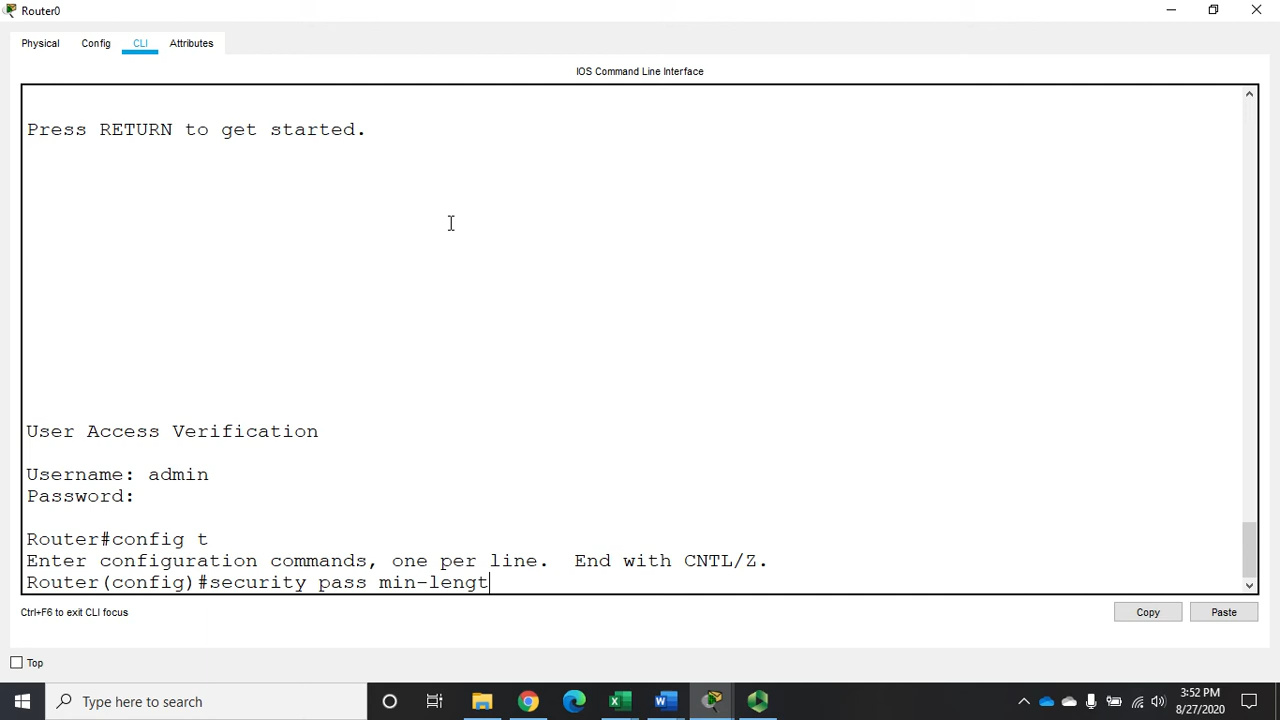 Router0
Physical Config CLI Attributes
IOS Command Line Interface
Press RETURN to get started.
User Access Verification
Username: admin
Password:
Router#config t
Enter configuration commands, one per line.  End with CNTL/Z.
Router(config)#security pass min-lengt
Ctrl+F6 to exit CLI focus
Copy Paste
Top
Type here to search
3:52 PM
8/27/2020